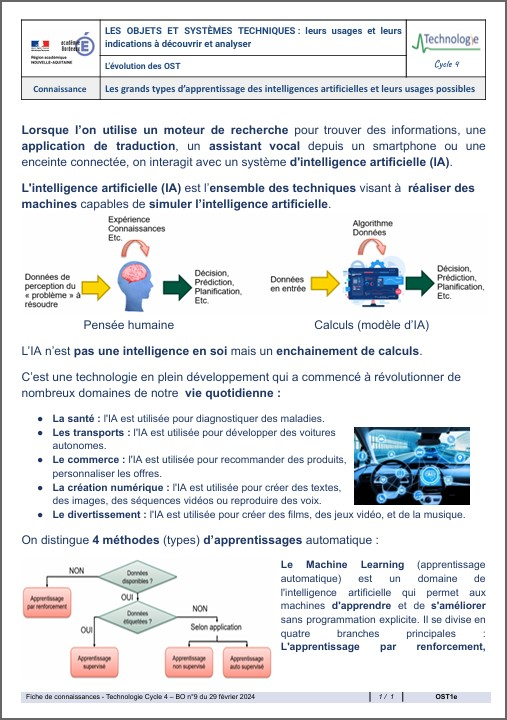 Région académique
NOUVELLE-AQUITAINE
académie
Bordeaux
LES OBJETS ET SYSTÈMES TECHNIQUES : leurs usages et leurs
indications à découvrir et analyser
L'évolution des OST
Technologie
Cycle 4
Connaissance
Les grands types d'apprentissage des intelligences artificielles et leurs usages possibles
Lorsque l'on utilise un moteur de recherche pour trouver des informations, une
application de traduction, un assistant vocal depuis un smartphone ou une
enceinte connectée, on interagit avec un système d'intelligence artificielle (IA).
L'intelligence artificielle (IA) est l'ensemble des techniques visant à réaliser des
machines capables de simuler l'intelligence artificielle.
Expérience
Connaissances
Etc.
Données de
perception du
« problème » à
résoudre
Décision,
Prédiction,
Planification,
Etc.
Pensée humaine
Algorithme
Données
Données
en entrée
Décision,
Prédiction,
Planification,
Etc.
Calculs (modèle d'IA)
L'IA n'est pas une intelligence en soi mais un enchainement de calculs.
C'est une technologie en plein développement qui a commencé à révolutionner de
nombreux domaines de notre vie quotidienne :
● La santé : l'IA est utilisée pour diagnostiquer des maladies.
● Les transports : l'IA est utilisée pour développer des voitures
autonomes.
● Le commerce : l'IA est utilisée pour recommander des produits,
personnaliser les offres.
● La création numérique : l'IA est utilisée pour créer des textes,
des images, des séquences vidéos ou reproduire des voix.
● Le divertissement : l'IA est utilisée pour créer des films, des jeux vidéo, et de la musique.
On distingue 4 méthodes (types) d'apprentissages automatique :
NON
Données
disponibles ?
Apprentissage
par renforcement
OUI
Données
étiquetées ?
NON
OUI
Selon application
Apprentissage
supervisé
Apprentissage
non supervisé
Apprentissage
auto supervisé
Le Machine Learning (apprentissage
automatique) est un domaine de
l'intelligence artificielle qui permet aux
machines d'apprendre et de s'améliorer
sans programmation explicite. Il se divise en
quatre branches principales :
L'apprentissage par renforcement,
Fiche de connaissances - Technologie Cycle 4 – BO n°9 du 29 février 2024
1 / 1
OST1e